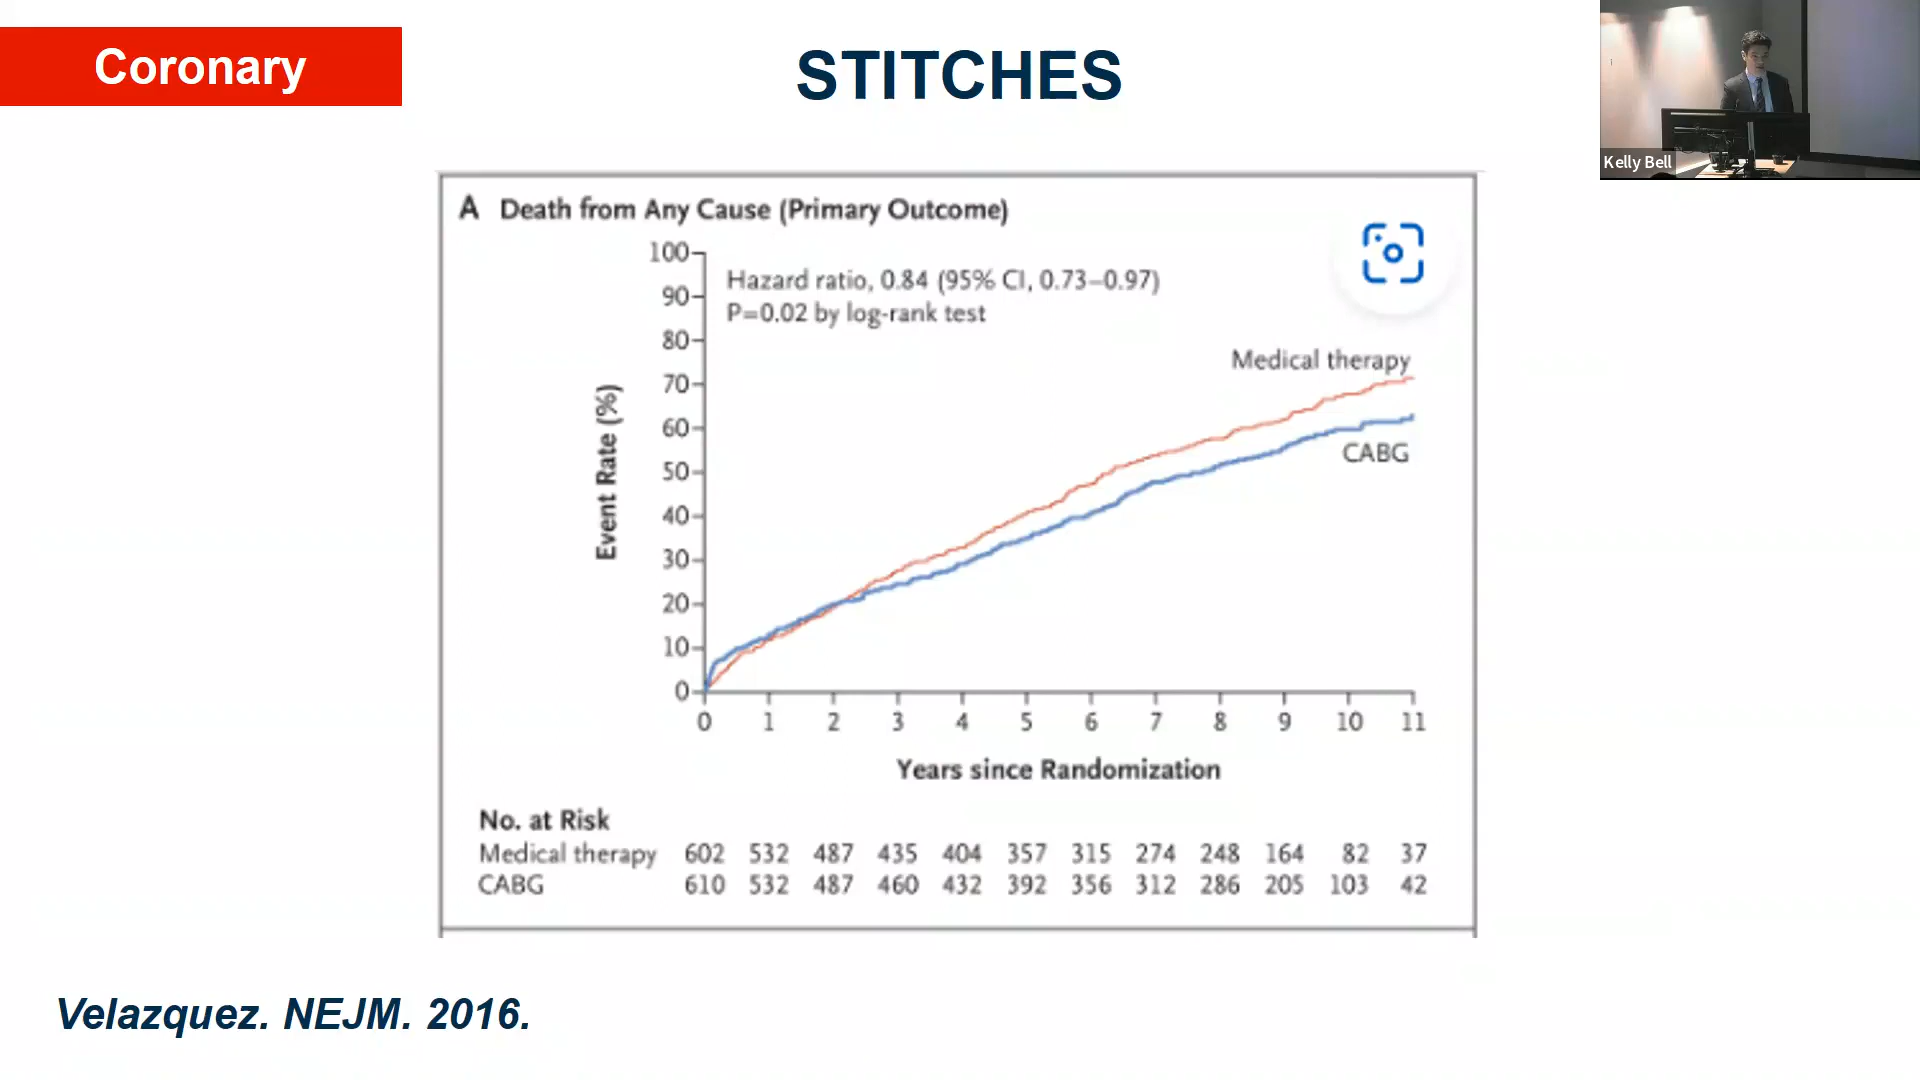 Coronary
STITCHES
Kelly Bell
A Death from Any Cause (Primary Outcome)
100
Hazard ratio, 0.84 (95% CI, 0.73–0.97)
90
P=0.02 by log-rank test
80
Medical therapy
70
60
CABG
50
40
30
20
10
0
Event Rate (%)
0 1 2 3 4 5 6 7 8 9 10 11
Years since Randomization
No. at Risk
Medical therapy 602 532 487 435 404 357 315 274 248 164 82 37
CABG 610 532 487 460 432 392 356 312 286 205 103 42
Velazquez. NEJM. 2016.